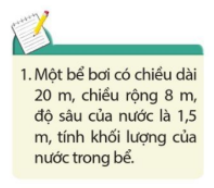 1. Một bể bơi có chiều dài
20 m, chiều rộng 8 m,
độ sâu của nước là 1,5
m, tính khối lượng của
nước trong bể.